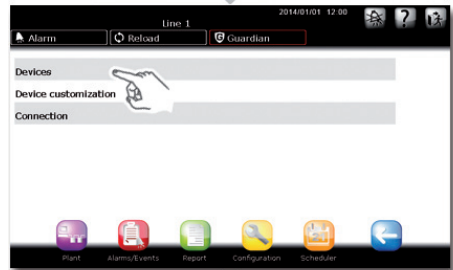 2014/01/01 12:00
Line 1
Alarm
Reload
Guardian
?
Devices
Device customization
Connection
Plant
Alarms/Events
Report
Configuration
Scheduler